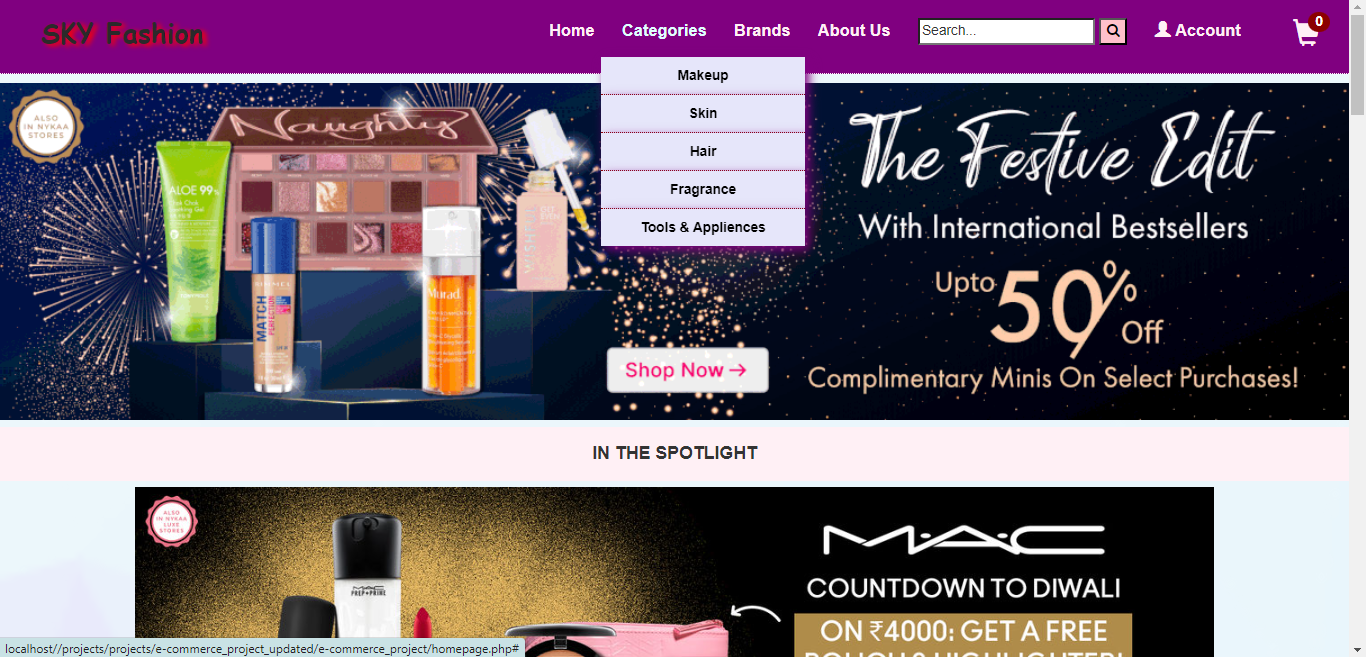 SKY Fashion
Home Categories Brands About Us Search... Account 0
Makeup
Skin
Hair
Fragrance
Tools & Appliences
ALSO
IN NYKAA
STORES
Naughty
ALOE 99%
MATCH
PERFECTION
Murad.
The Festive Edit
With International Bestsellers
Upto 50% Off
Complimentary Minis On Select Purchases!
Shop Now →
IN THE SPOTLIGHT
ALSO
IN NYKAA
LUXE
STORES
MAC
PREP+PRIME
MAC
COUNTDOWN TO DIWALI
ON ₹4000: GET A FREE
POUCH & HIGHLIGHTER!
localhost//projects/projects/e-commerce_project_updated/e-commerce_project/homepage.php#